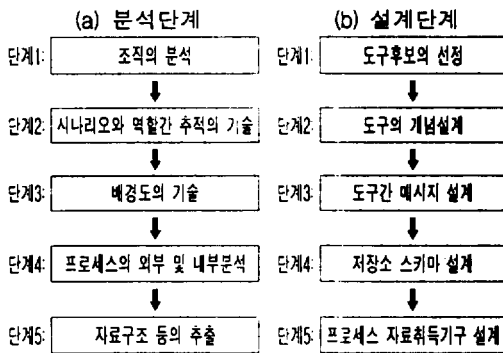 (a) 분석단계
단계1: 조직의 분석
단계2: 시나리오와 역할간 추적의 기술
단계3: 배경도의 기술
단계4: 프로세스의 외부 및 내부분석
단계5: 자료구조 등의 추출
(b) 설계단계
단계1: 도구후보의 선정
단계2: 도구의 개념설계
단계3: 도구간 메시지 설계
단계4: 저장소 스키마 설계
단계5: 프로세스 자료취득기구 설계